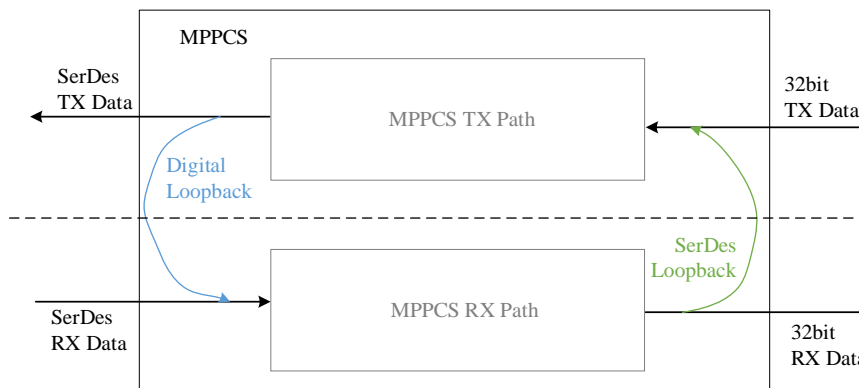 MPPCS
SerDes
TX Data
MPPCS TX Path
32bit
TX Data
Digital
Loopback
SerDes
Loopback
SerDes
RX Data
MPPCS RX Path
32bit
RX Data